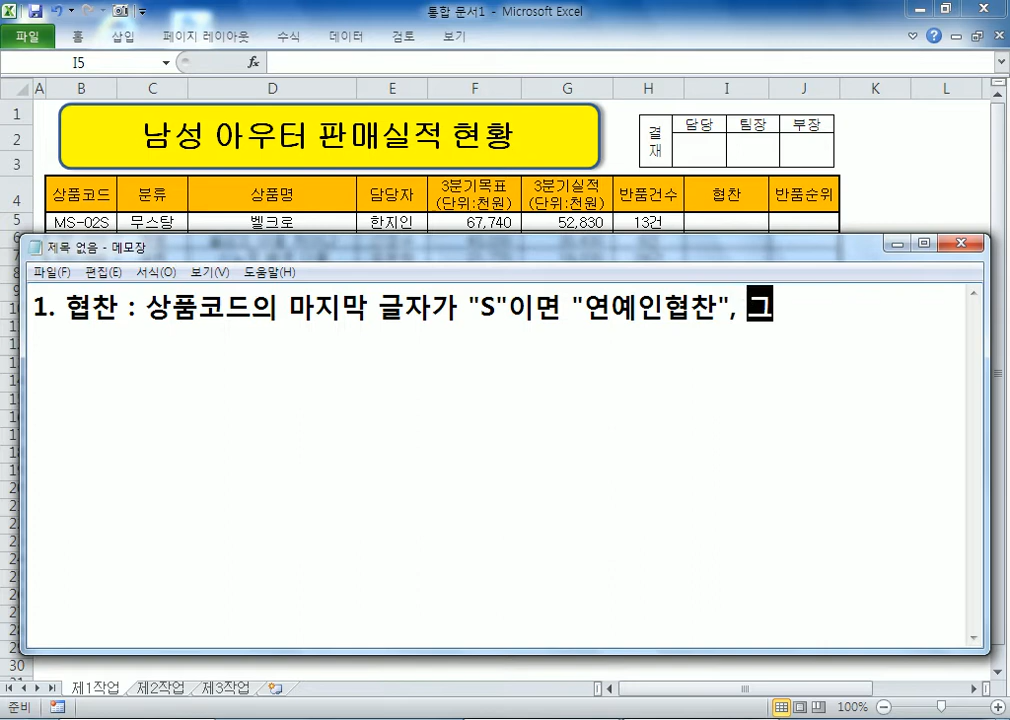 통합 문서1 - Microsoft Excel
파일 홈 삽입 페이지 레이아웃 수식 데이터 검토 보기
I5 fx
A B C D E F G H I J K L
1
2 남성 아우터 판매실적 현황
결재 담당 팀장 부장
3
4 상품코드 분류 상품명 담당자 3분기목표 (단위:천원) 3분기실적 (단위:천원) 반품건수 협찬 반품순위
5 MS-02S 무스탕 벨크로 한지인 67,740 52,830 13건
제목 없음 - 메모장
파일(F) 편집(E) 서식(O) 보기(V) 도움말(H)
1. 협찬 : 상품코드의 마지막 글자가 "S"이면 "연예인협찬", 그
30
제1작업 제2작업 제3작업
준비 100%